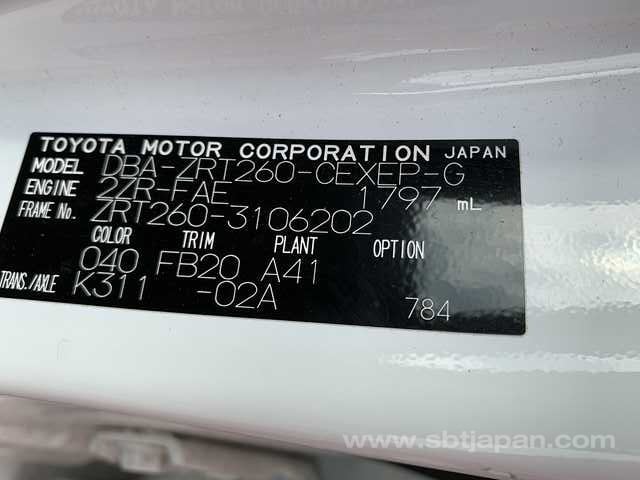 TOYOTA MOTOR CORPORATION JAPAN
MODEL DBA-ZRT260-CEXEP-G
ENGINE 2ZR-FAE 1797 mL
FRAME No. ZRT260-3106202
COLOR TRIM PLANT OPTION
040 FB20 A41
TRANS./AXLE K311 -02A 784
www.sbtjapan.com